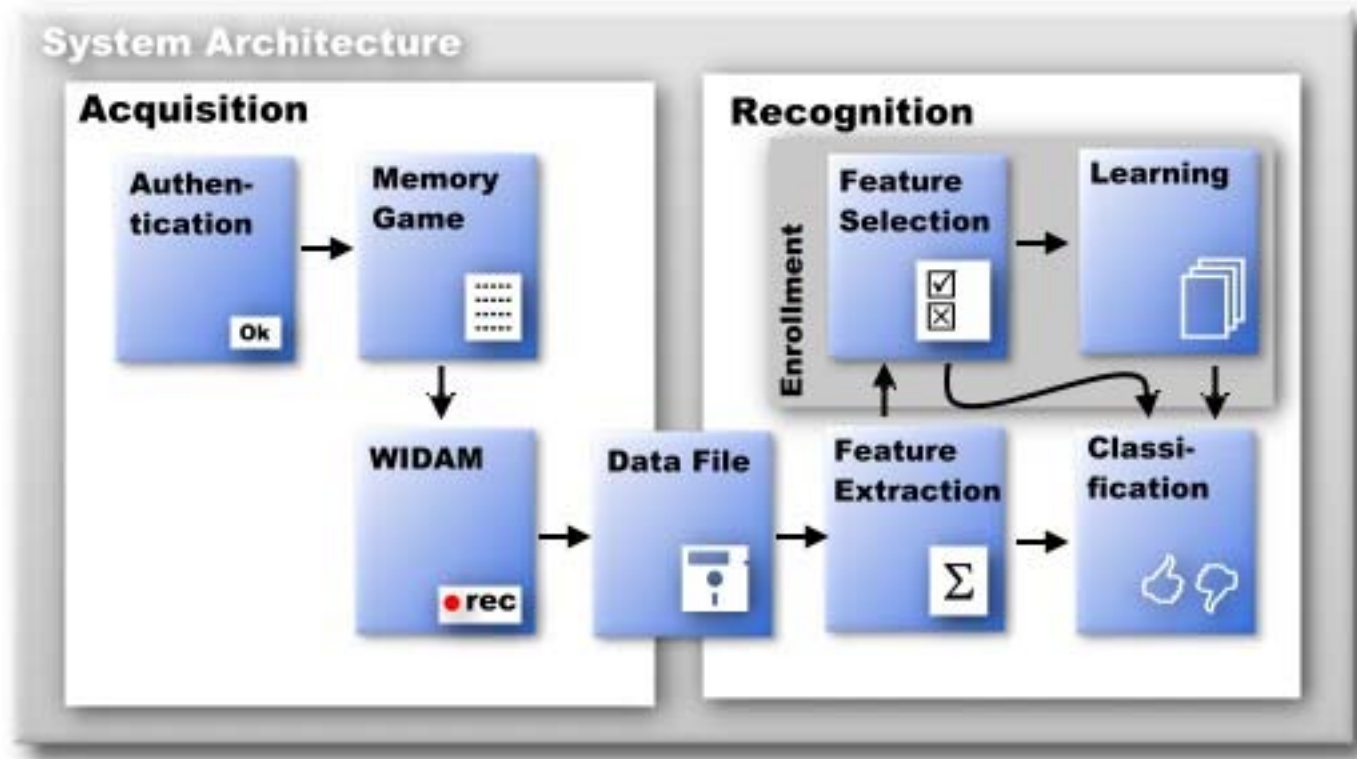 System Architecture
Acquisition
Authen-
tication
Ok
Memory
Game
WIDAM
rec
Data File
Recognition
Enrollment
Feature
Selection
Learning
Feature
Extraction
Σ
Classi-
fication